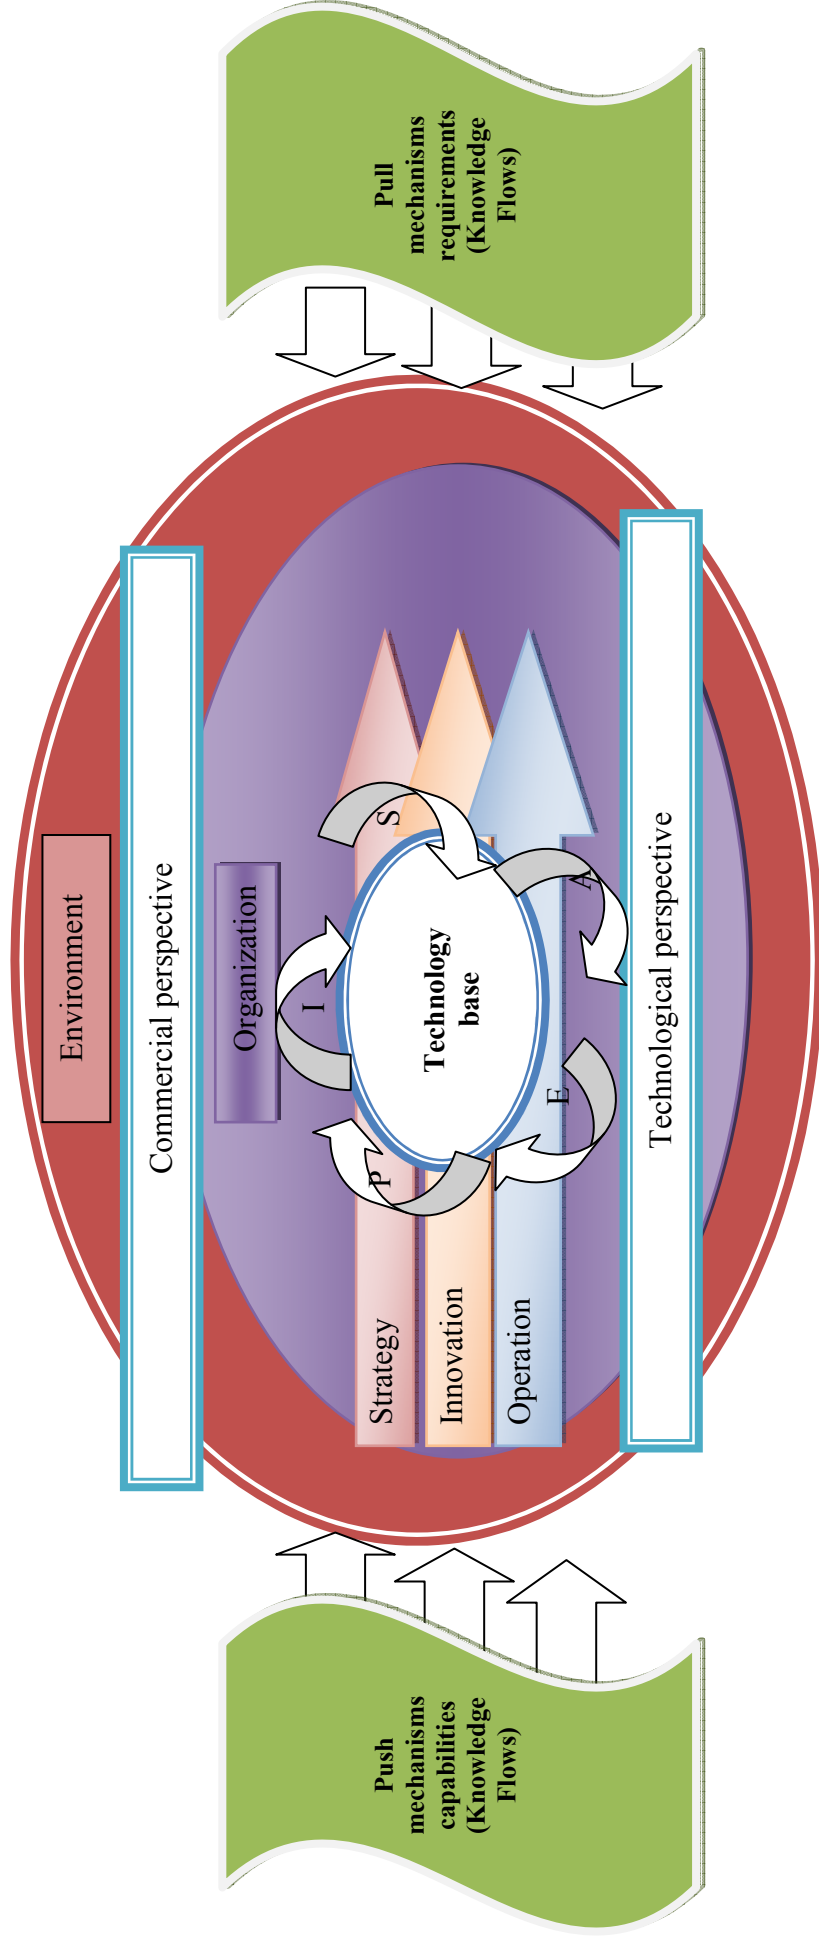 Environment
Commercial perspective
Organization
Push
mechanisms
capabilities
(Knowledge
Flows)
Strategy
Innovation
Operation
P
I
S
E
A
Technology
base
Technological perspective
Pull
mechanisms
requirements
(Knowledge
Flows)